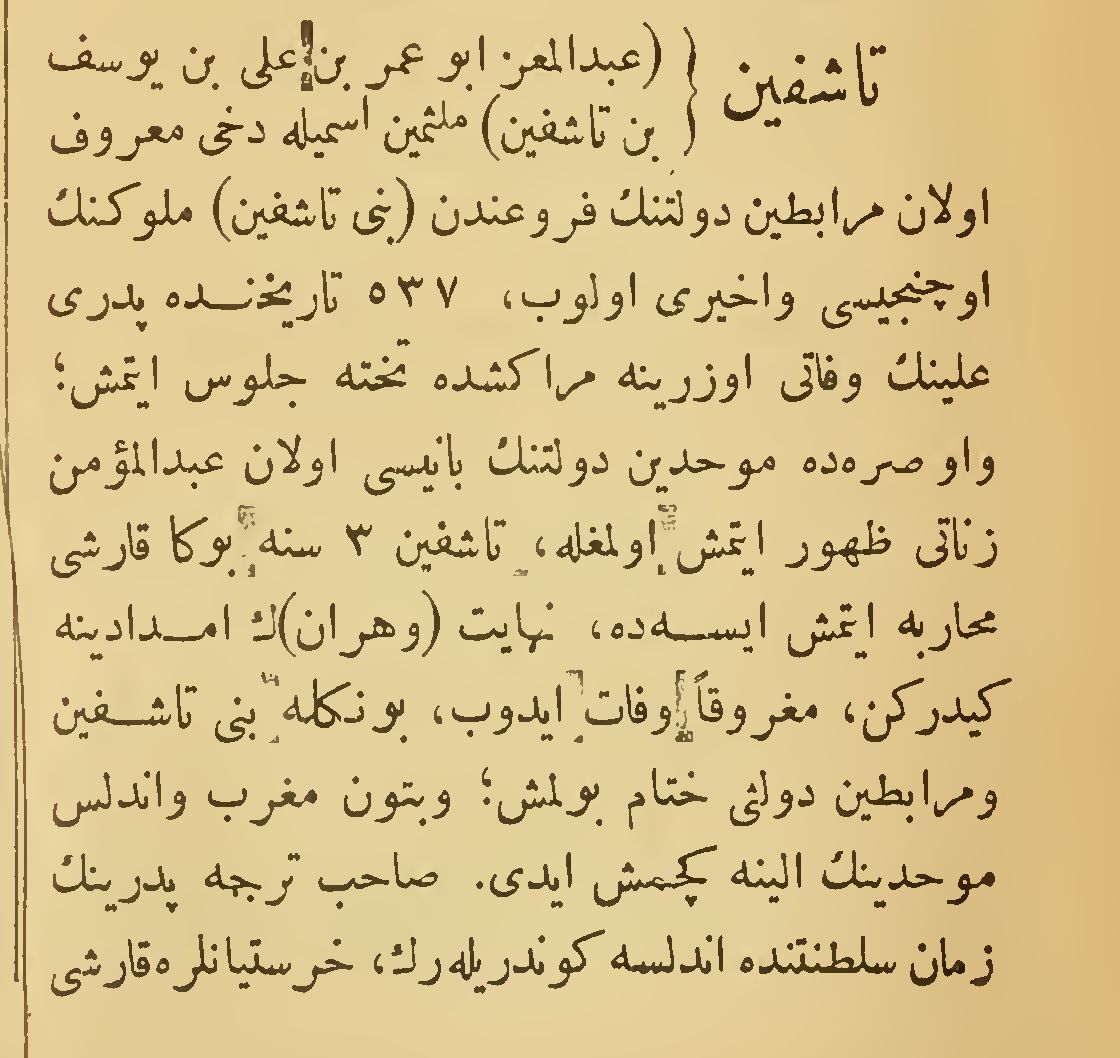 تاشفین { (عبدالمعز ابو عمر بن علی بن یوسف
بن تاشفین) ملثمین اسمیله دخی معروف
اولان مرابطین دولتنك فروعندن (بنی تاشفین) ملوكنك
اوچنجیسی واخیری اولوب، ٥٣٧ تاریخنده پدری
علینك وفاتی اوزرینه مراكشده تخته جلوس ایتمش؛
واو صره‌ده موحدین دولتنك بانیسی اولان عبدالمؤمن
زناتی ظهور ایتمش اولمغله، تاشفین ٣ سنه بوكا قارشی
محاربه ایتمش ایسه‌ده، نهایت (وهران)ك امدادینه
كیدركن، مغروقاً وفات ایدوب، بونكله بنی تاشفین
ومرابطین دولتی ختام بولمش؛ وبتون مغرب واندلس
موحدینك الینه كچمش ایدی. صاحب ترجمه پدرینك
زمان سلطنتنده اندلسه كوندریله‌رك، خرستیانلره قارشی